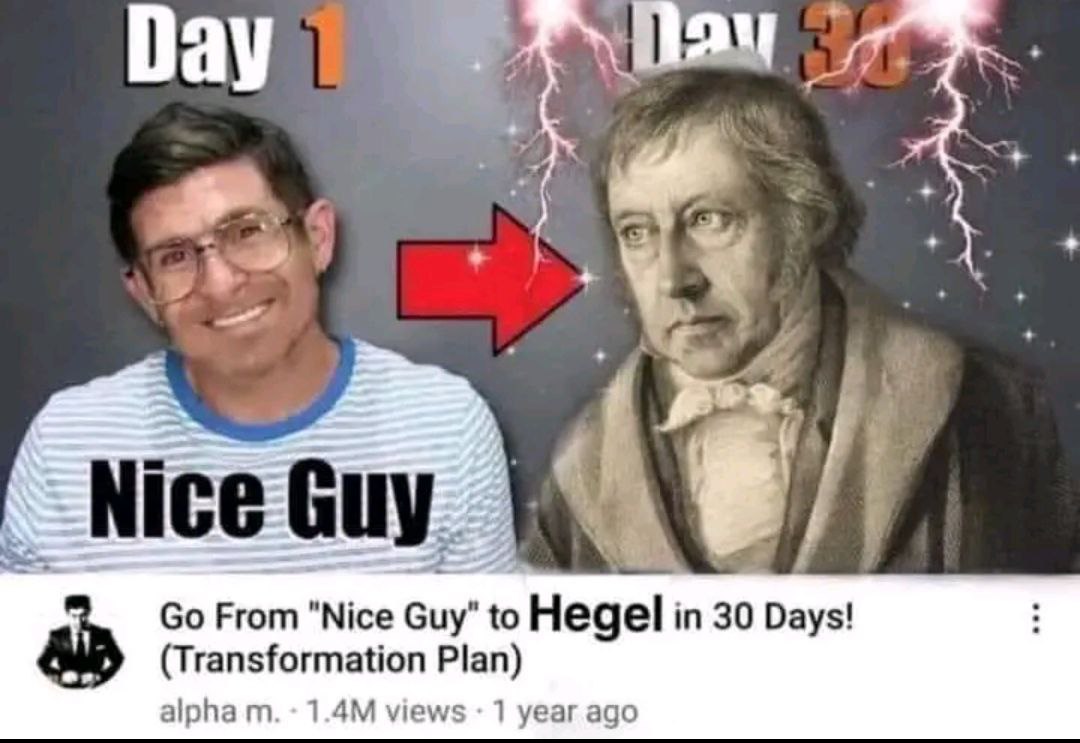 Day 1
Day 30
Nice Guy
Go From "Nice Guy" to Hegel in 30 Days!
(Transformation Plan)
alpha m. · 1.4M views · 1 year ago